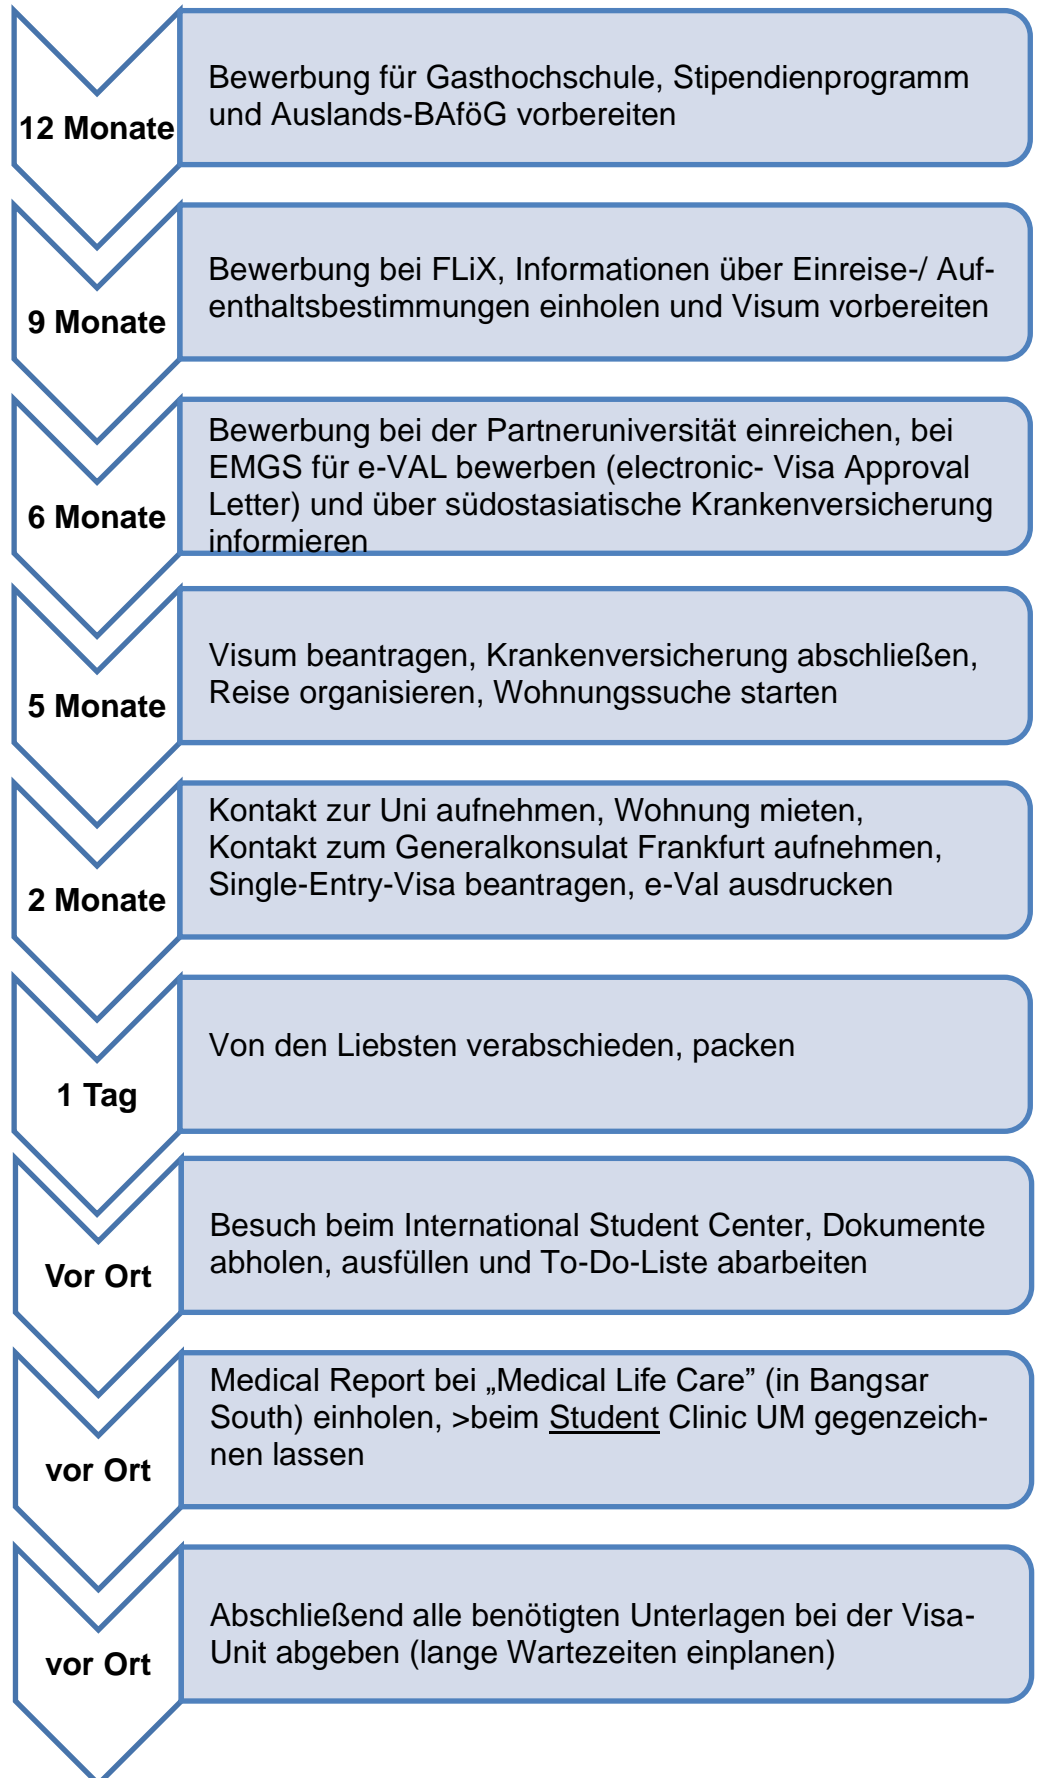 12 Monate
Bewerbung für Gasthochschule, Stipendienprogramm
und Auslands-BAföG vorbereiten
9 Monate
Bewerbung bei FLiX, Informationen über Einreise-/ Auf-
enthaltsbestimmungen einholen und Visum vorbereiten
6 Monate
Bewerbung bei der Partneruniversität einreichen, bei
EMGS für e-VAL bewerben (electronic- Visa Approval
Letter) und über südostasiatische Krankenversicherung
informieren
5 Monate
Visum beantragen, Krankenversicherung abschließen,
Reise organisieren, Wohnungssuche starten
2 Monate
Kontakt zur Uni aufnehmen, Wohnung mieten,
Kontakt zum Generalkonsulat Frankfurt aufnehmen,
Single-Entry-Visa beantragen, e-Val ausdrucken
1 Tag
Von den Liebsten verabschieden, packen
Vor Ort
Besuch beim International Student Center, Dokumente
abholen, ausfüllen und To-Do-Liste abarbeiten
vor Ort
Medical Report bei „Medical Life Care” (in Bangsar
South) einholen, >beim Student Clinic UM gegenzeich-
nen lassen
vor Ort
Abschließend alle benötigten Unterlagen bei der Visa-
Unit abgeben (lange Wartezeiten einplanen)